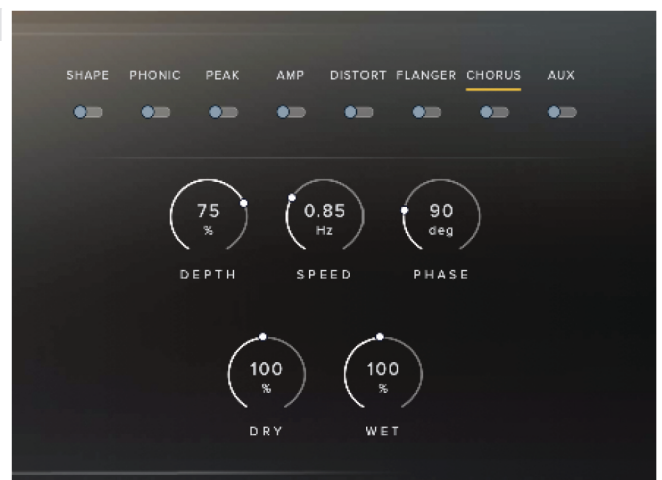 SHAPE PHONIC PEAK AMP DISTORT FLANGER CHORUS AUX
75 0.85 90
% Hz deg
DEPTH SPEED PHASE
100 100
% %
DRY WET